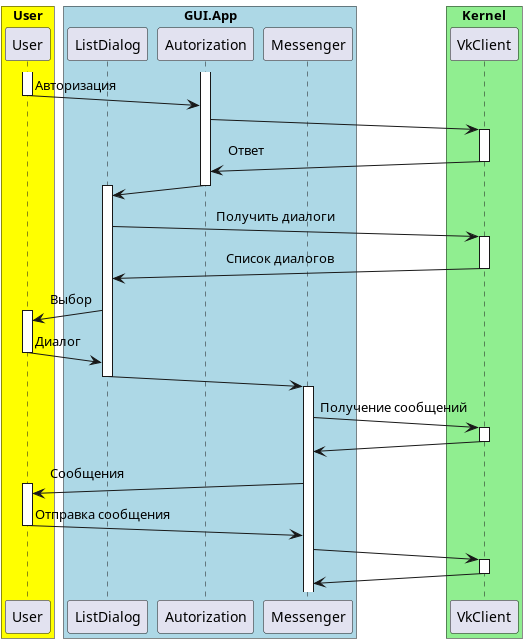 User
GUI.App
Kernel
User
ListDialog
Autorization
Messenger
VkClient
Авторизация
Ответ
Получить диалоги
Список диалогов
Выбор
Диалог
Получение сообщений
Сообщения
Отправка сообщения
User
ListDialog
Autorization
Messenger
VkClient